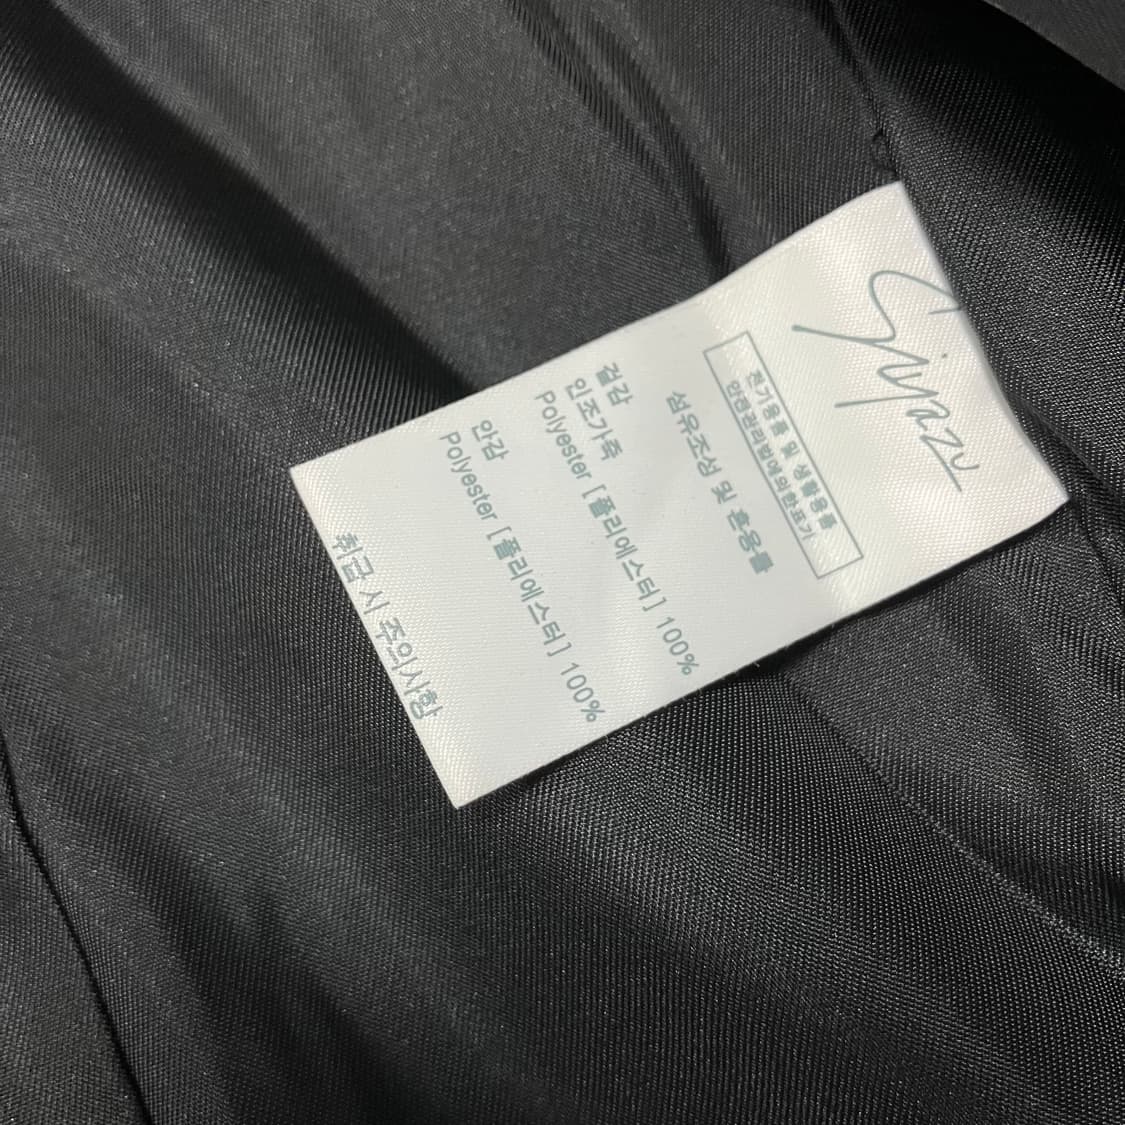 Siyazu
전기용품 및 생활용품
안전관리법에의한표기
섬유조성 및 혼용률
겉감
인조가죽
Polyester [폴리에스터] 100%
안감
Polyester [폴리에스터] 100%
취급 시 주의사항